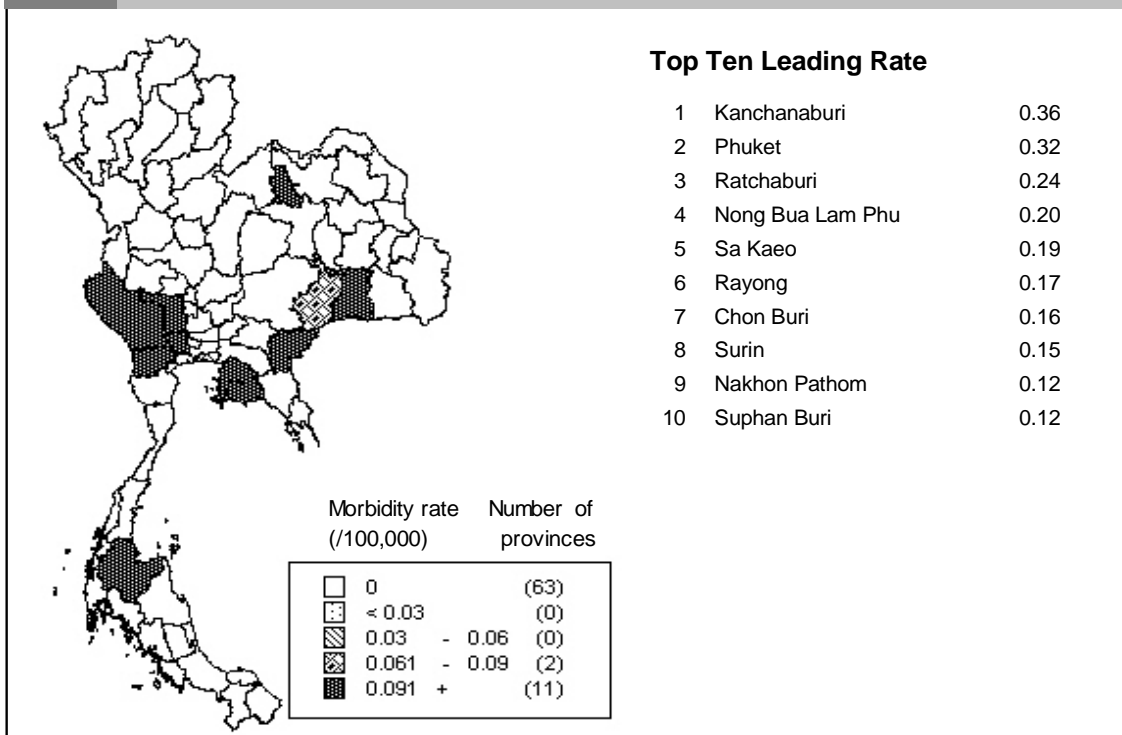 Top Ten Leading Rate
1 Kanchanaburi 0.36
2 Phuket 0.32
3 Ratchaburi 0.24
4 Nong Bua Lam Phu 0.20
5 Sa Kaeo 0.19
6 Rayong 0.17
7 Chon Buri 0.16
8 Surin 0.15
9 Nakhon Pathom 0.12
10 Suphan Buri 0.12
Morbidity rate Number of
(/100,000) provinces
0 (63)
< 0.03 (0)
0.03 - 0.06 (0)
0.061 - 0.09 (2)
0.091 + (11)